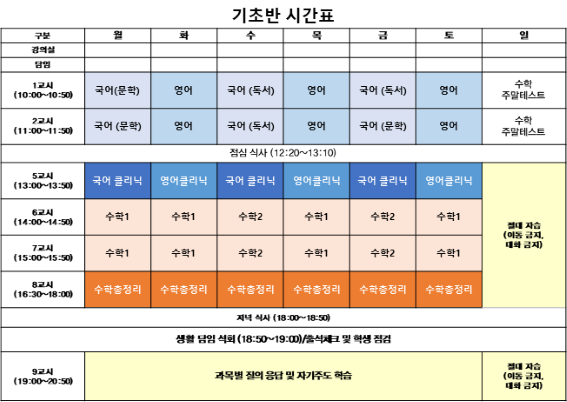 기초반 시간표
구분 월 화 수 목 금 토 일
강의실
담임
1교시 국어(문학) 영어 국어 (독서) 영어 국어 (독서) 영어 수학
(10:00~10:50) 주말테스트
2교시 국어 (문학) 영어 국어 (독서) 영어 국어 (문학) 영어 수학
(11:00~11:50) 주말테스트
점심 식사 (12:20~13:10)
5교시 국어 클리닉 영어클리닉 국어 클리닉 영어클리닉 국어 클리닉 영어클리닉
(13:00~13:50)
6교시 수학1 수학1 수학2 수학1 수학2 수학1
(14:00~14:50)
절대 자습
(이동 금지,
대화 금지)
7교시 수학1 수학1 수학2 수학1 수학2 수학1
(15:00~15:50)
8교시 수학총정리 수학총정리 수학총정리 수학총정리 수학총정리 수학총정리
(16:30~18:00)
저녁 식사 (18:00~18:50)
생활 담임 석회 (18:50~19:00)/출석체크 및 학생 점검
9교시 과목별 질의 응답 및 자기주도 학습
(19:00~20:50)
절대 자습
(이동 금지,
대화 금지)